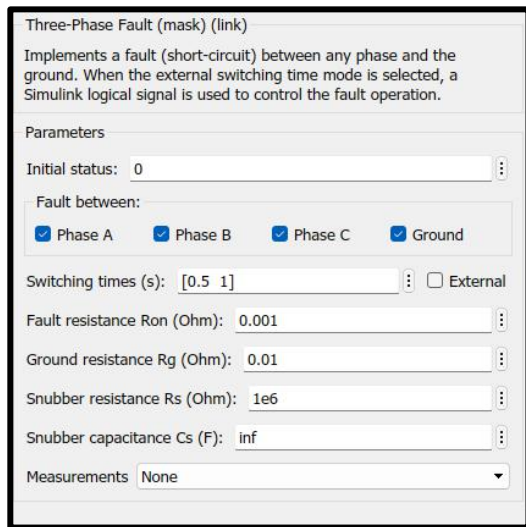 Three-Phase Fault (mask) (link)
Implements a fault (short-circuit) between any phase and the
ground. When the external switching time mode is selected, a
Simulink logical signal is used to control the fault operation.
Parameters
Initial status: 0
Fault between:
Phase A Phase B Phase C Ground
Switching times (s): [0.5 1] External
Fault resistance Ron (Ohm): 0.001
Ground resistance Rg (Ohm): 0.01
Snubber resistance Rs (Ohm): 1e6
Snubber capacitance Cs (F): inf
Measurements None